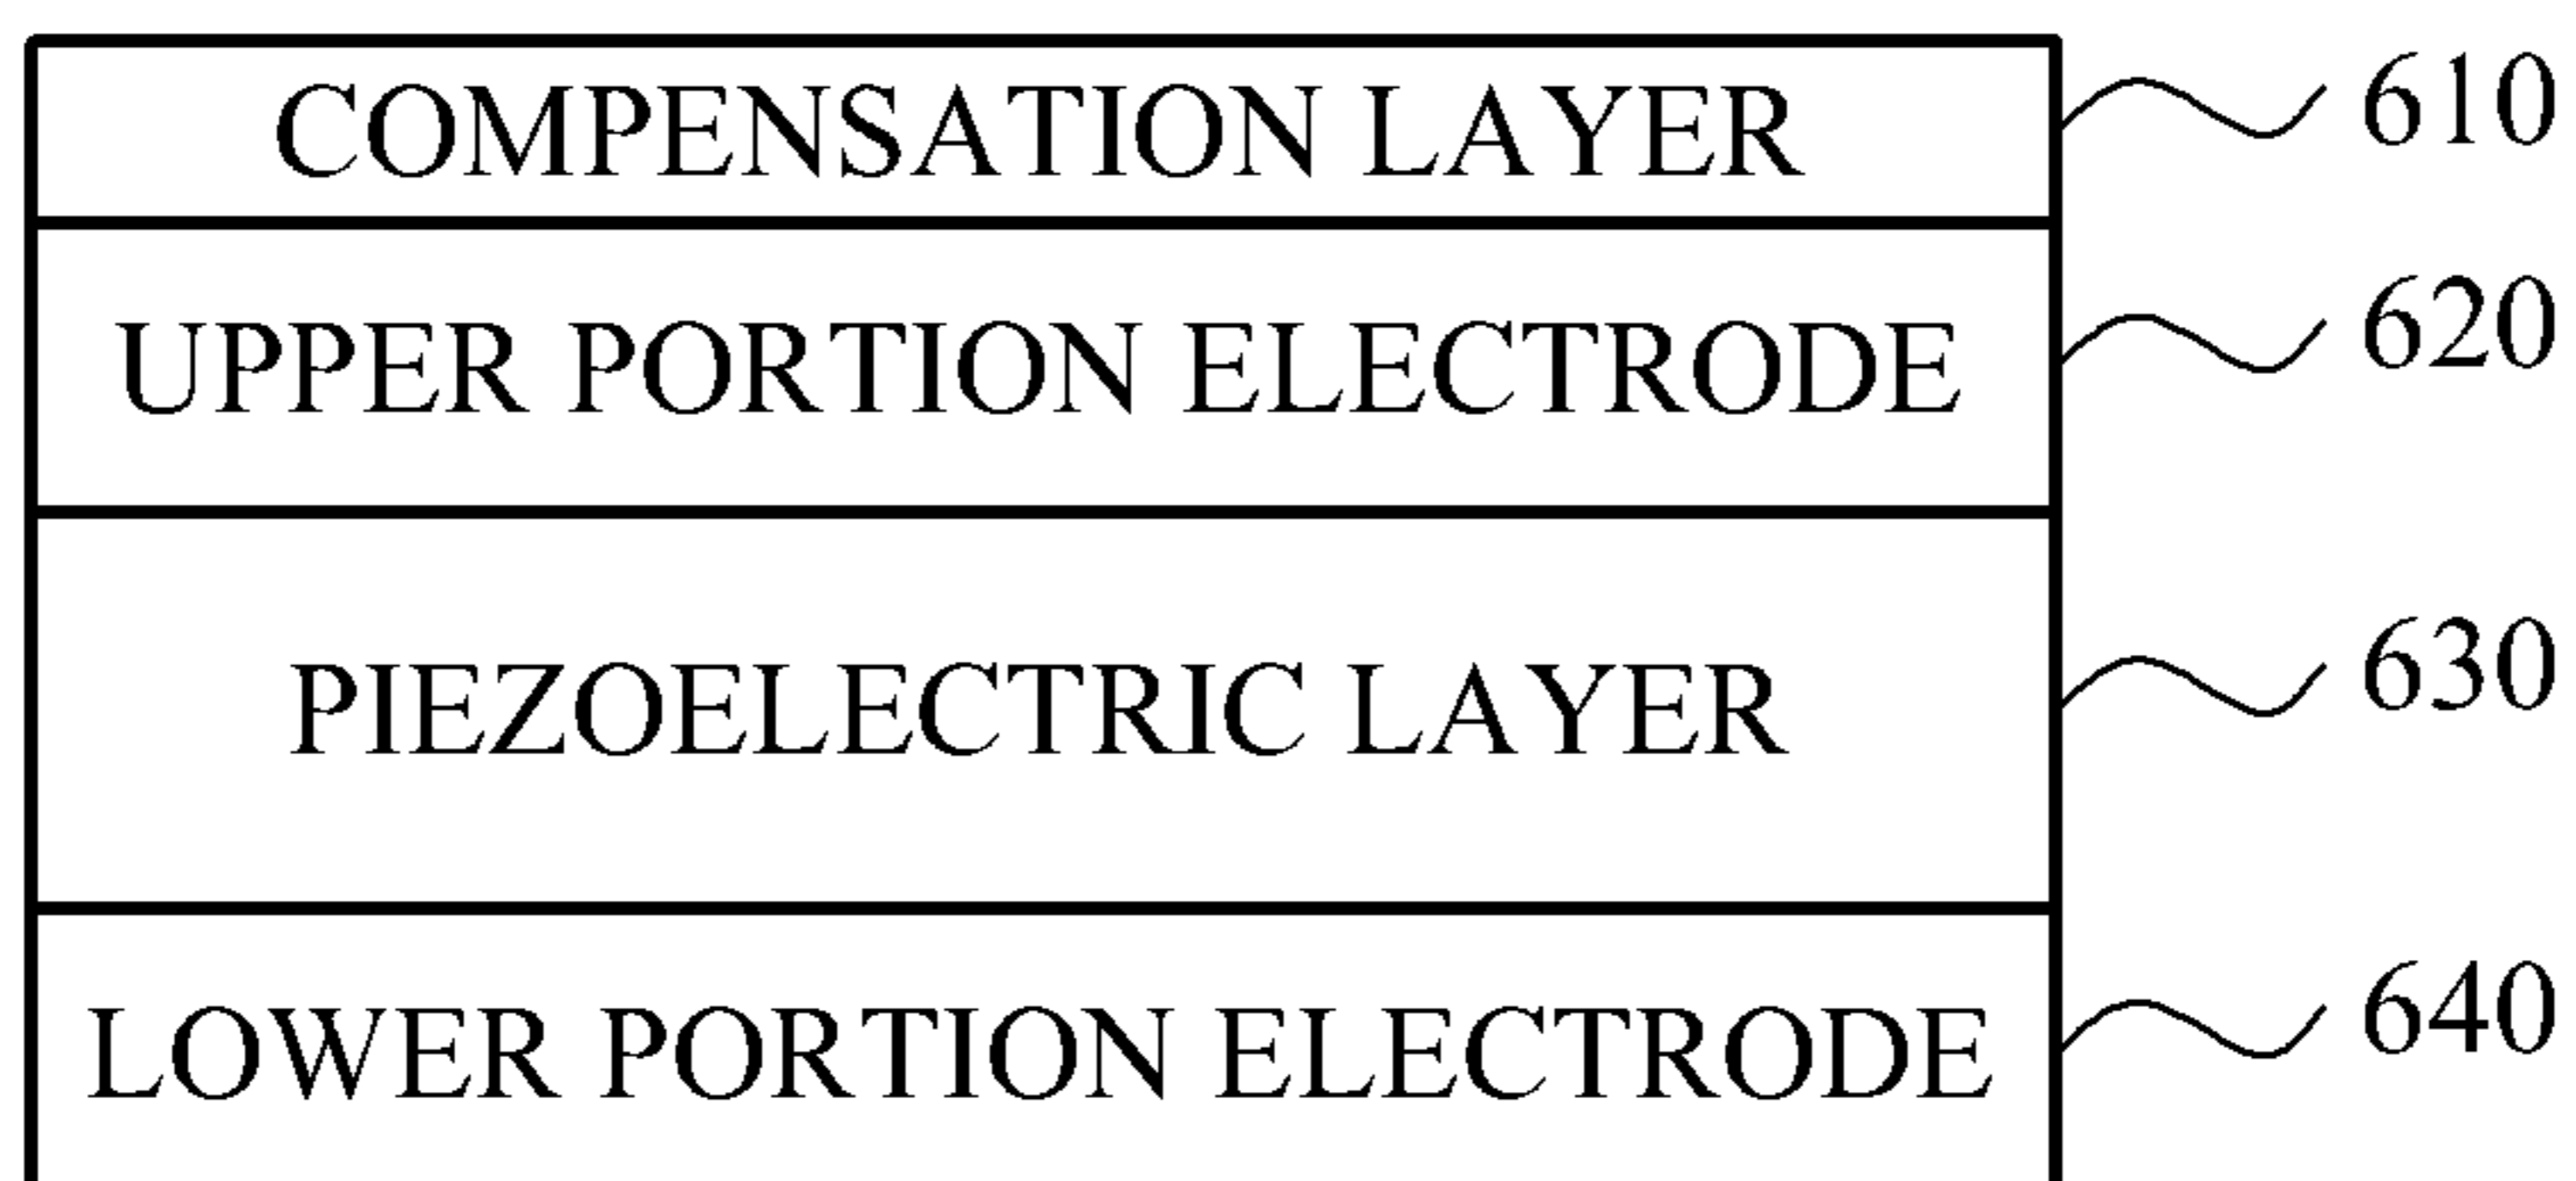 COMPENSATION LAYER 610
UPPER PORTION ELECTRODE 620
PIEZOELECTRIC LAYER 630
LOWER PORTION ELECTRODE 640